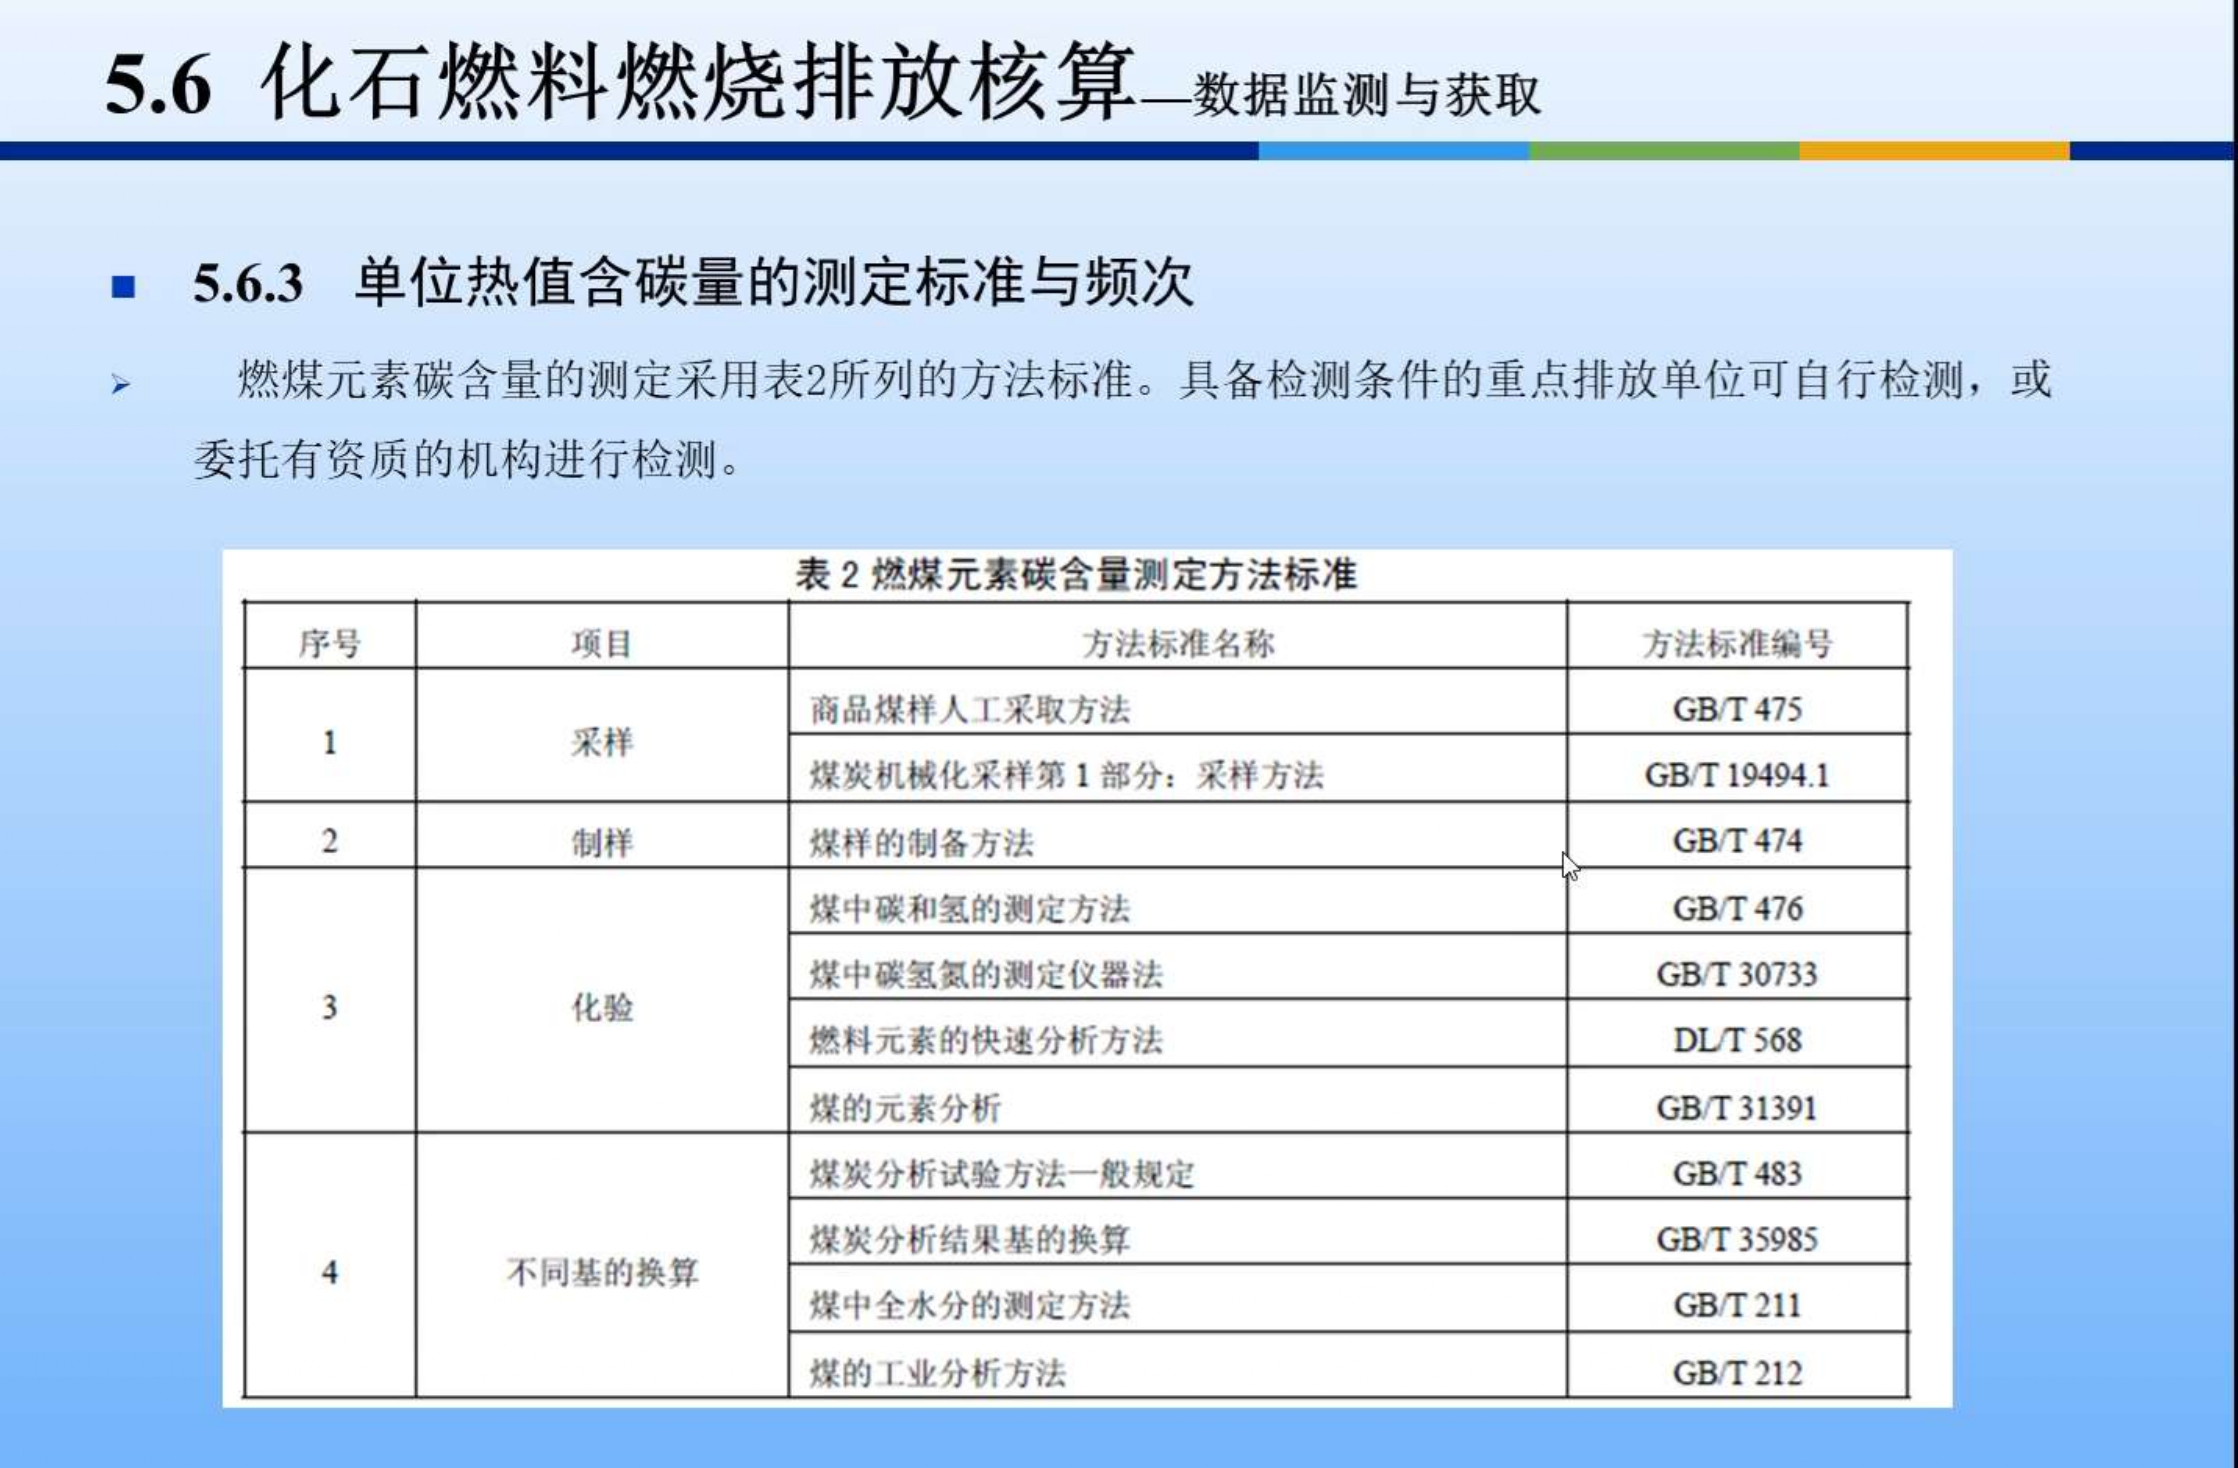 5.6 化石燃料燃烧排放核算—数据监测与获取
5.6.3 单位热值含碳量的测定标准与频次
燃煤元素碳含量的测定采用表2所列的方法标准。具备检测条件的重点排放单位可自行检测，或
委托有资质的机构进行检测。
表 2 燃煤元素碳含量测定方法标准
序号 项目 方法标准名称 方法标准编号
1 采样 商品煤样人工采取方法 GB/T 475
煤炭机械化采样第 1 部分：采样方法 GB/T 19494.1
2 制样 煤样的制备方法 GB/T 474
3 化验 煤中碳和氢的测定方法 GB/T 476
煤中碳氢氮的测定仪器法 GB/T 30733
燃料元素的快速分析方法 DL/T 568
煤的元素分析 GB/T 31391
4 不同基的换算 煤炭分析试验方法一般规定 GB/T 483
煤炭分析结果基的换算 GB/T 35985
煤中全水分的测定方法 GB/T 211
煤的工业分析方法 GB/T 212